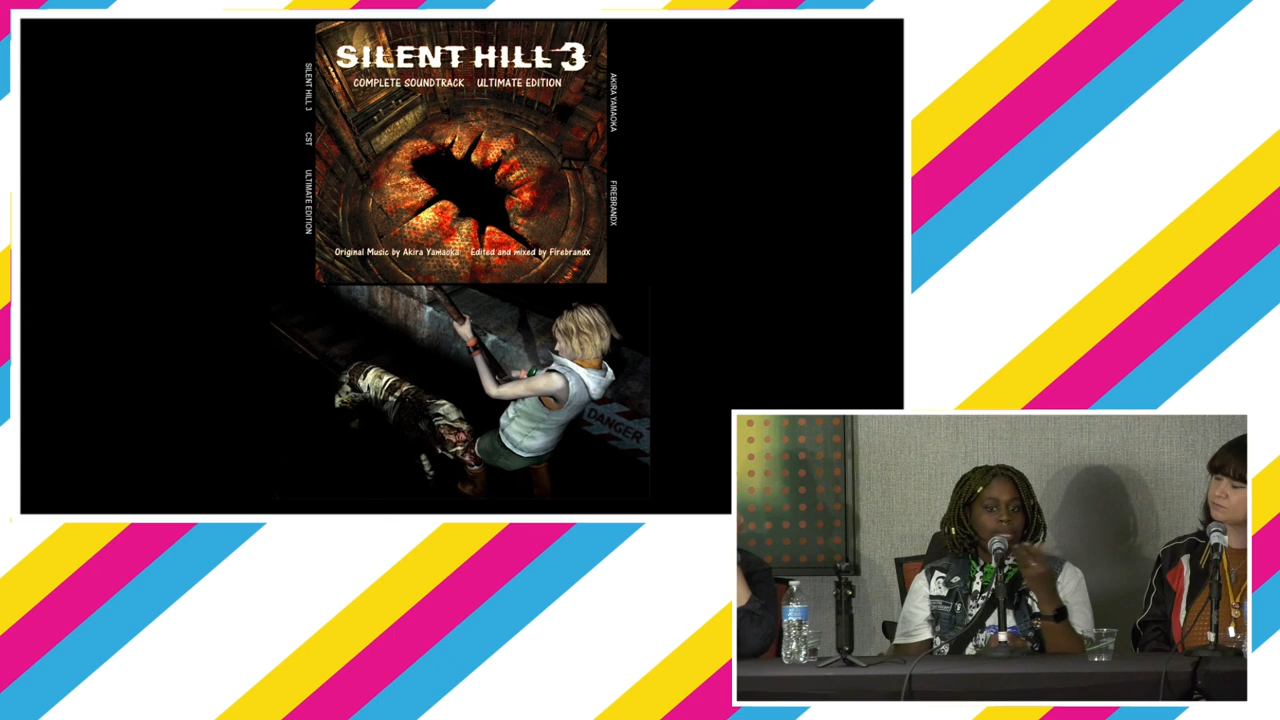 SILENT HILL 3
COMPLETE SOUNDTRACK ULTIMATE EDITION
SILENT HILL 3 CST ULTIMATE EDITION
AKIRA YAMAOKA FIREBRANDX
Original Music by Akira Yamaoka Edited and mixed by Firebrandx
DANGER